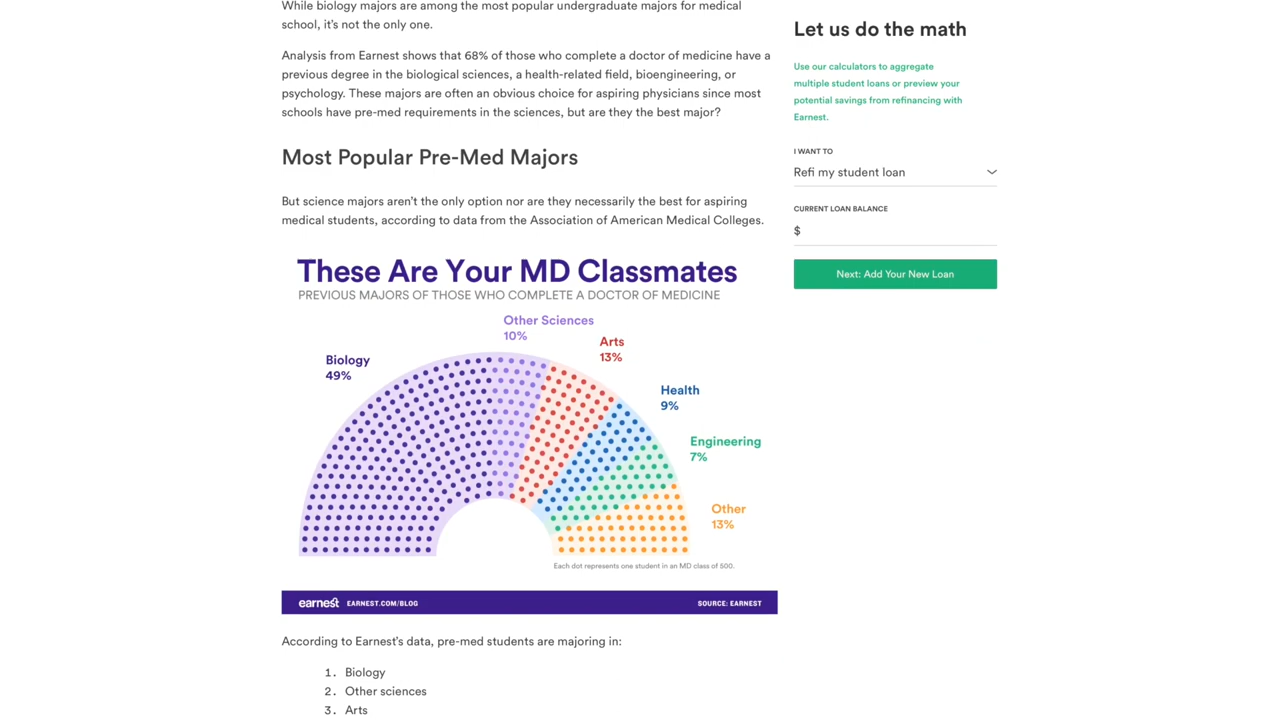 While biology majors are among the most popular undergraduate majors for medical
school, it's not the only one.
Analysis from Earnest shows that 68% of those who complete a doctor of medicine have a
previous degree in the biological sciences, a health-related field, bioengineering, or
psychology. These majors are often an obvious choice for aspiring physicians since most
schools have pre-med requirements in the sciences, but are they the best major?
Most Popular Pre-Med Majors
But science majors aren't the only option nor are they necessarily the best for aspiring
medical students, according to data from the Association of American Medical Colleges.
These Are Your MD Classmates
PREVIOUS MAJORS OF THOSE WHO COMPLETE A DOCTOR OF MEDICINE
Other Sciences
10%
Arts
13%
Biology
49%
Health
9%
Engineering
7%
Other
13%
Each dot represents one student in an MD class of 500.
earnest EARNEST.COM/BLOG SOURCE: EARNEST
According to Earnest's data, pre-med students are majoring in:
1. Biology
2. Other sciences
3. Arts
Let us do the math
Use our calculators to aggregate
multiple student loans or preview your
potential savings from refinancing with
Earnest.
I WANT TO
Refi my student loan
CURRENT LOAN BALANCE
$
Next: Add Your New Loan